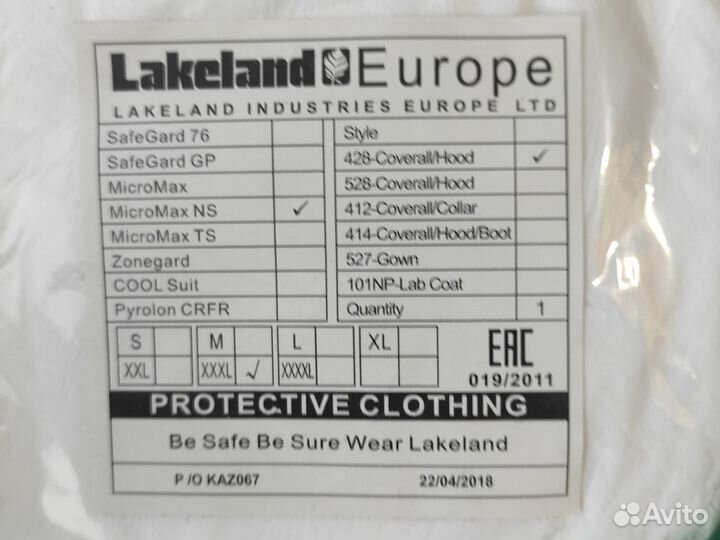 Lakeland Europe
LAKELAND INDUSTRIES EUROPE LTD
SafeGard 76 Style
SafeGard GP 428-Coverall/Hood ✓
MicroMax 528-Coverall/Hood
MicroMax NS ✓ 412-Coverall/Collar
MicroMax TS 414-Coverall/Hood/Boot
Zonegard 527-Gown
COOL Suit 101NP-Lab Coat
Pyrolon CRFR Quantity 1
S M L XL
XXL XXXL ✓ XXXXL
EAC
019/2011
PROTECTIVE CLOTHING
Be Safe Be Sure Wear Lakeland
P /O KAZ067 22/04/2018
Avito